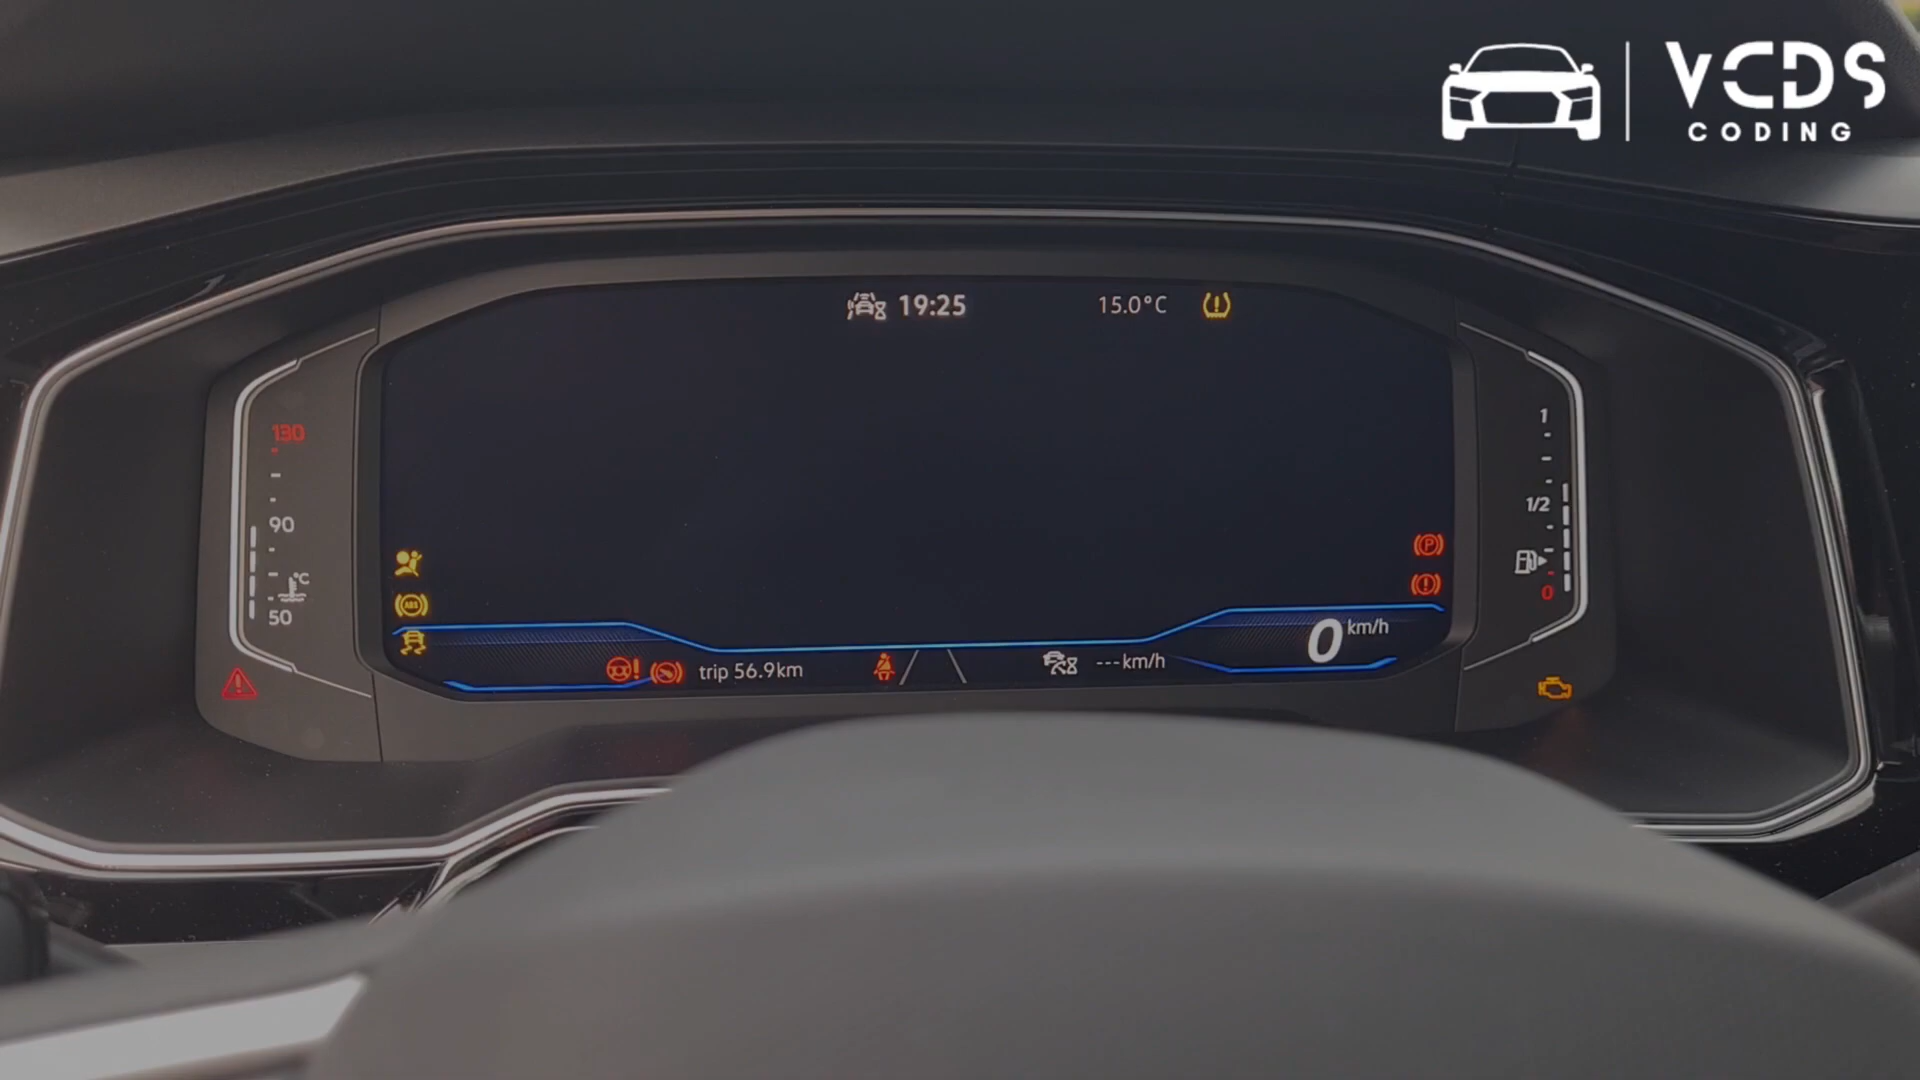 VCDS
CODING
19:25
15.0°C
130
90
°C
50
1
1/2
0
ABS
P
trip 56.9km
---km/h
0 km/h